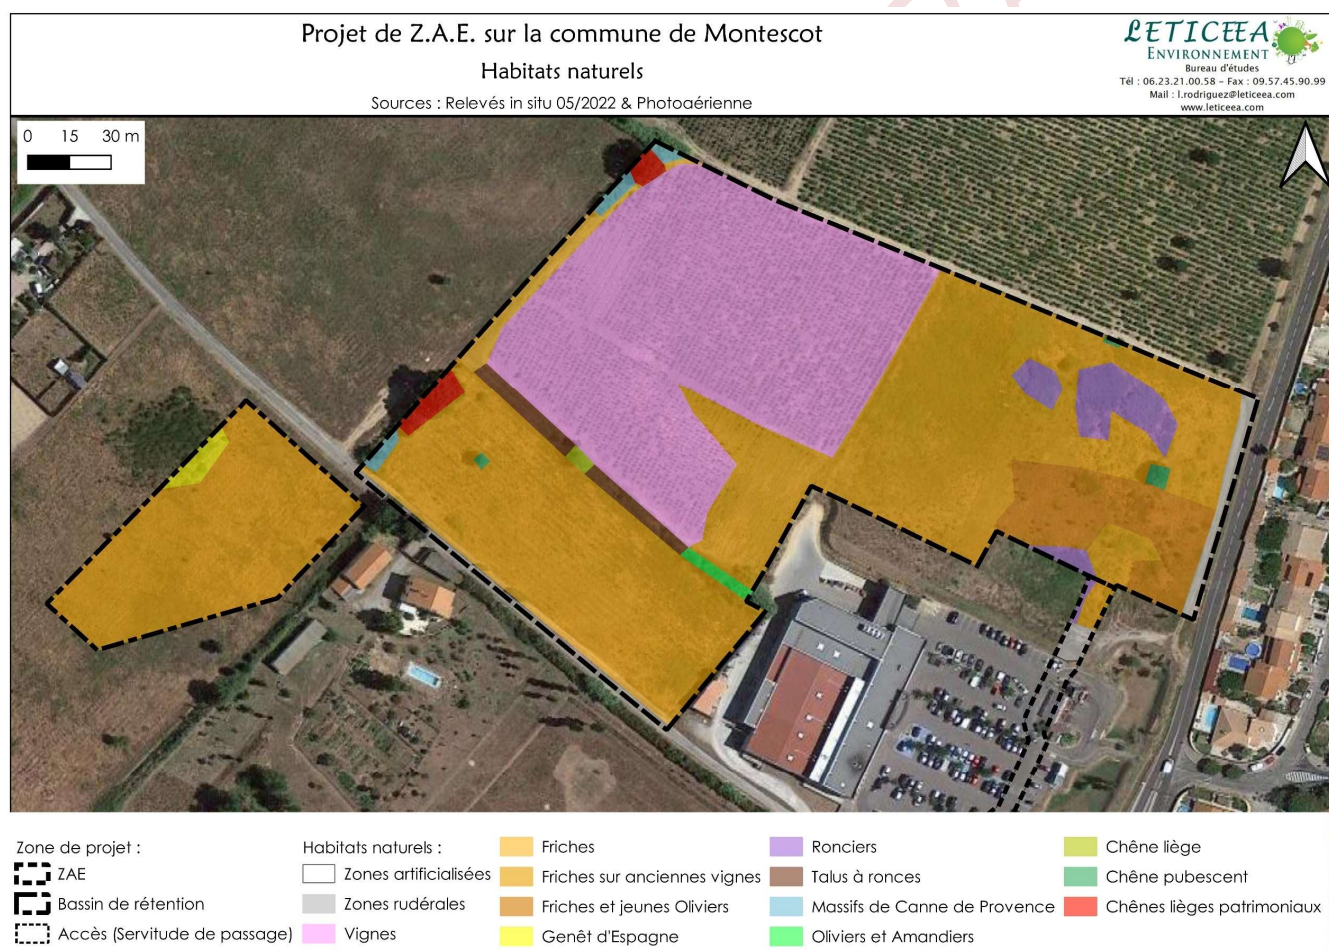 Projet de Z.A.E. sur la commune de Montescot
Habitats naturels
Sources : Relevés in situ 05/2022 & Photoaérienne
LETICEEA
ENVIRONNEMENT
Bureau d'études
Tél : 06.23.21.00.58 – Fax : 09.57.45.90.99
Mail : l.rodriguez@leticeea.com
www.leticeea.com
0 15 30 m
Zone de projet :
ZAE
Bassin de rétention
Accès (Servitude de passage)
Habitats naturels :
Zones artificialisées
Zones rudérales
Vignes
Friches
Friches sur anciennes vignes
Friches et jeunes Oliviers
Genêt d'Espagne
Ronciers
Talus à ronces
Massifs de Canne de Provence
Oliviers et Amandiers
Chêne liège
Chêne pubescent
Chênes lièges patrimoniaux